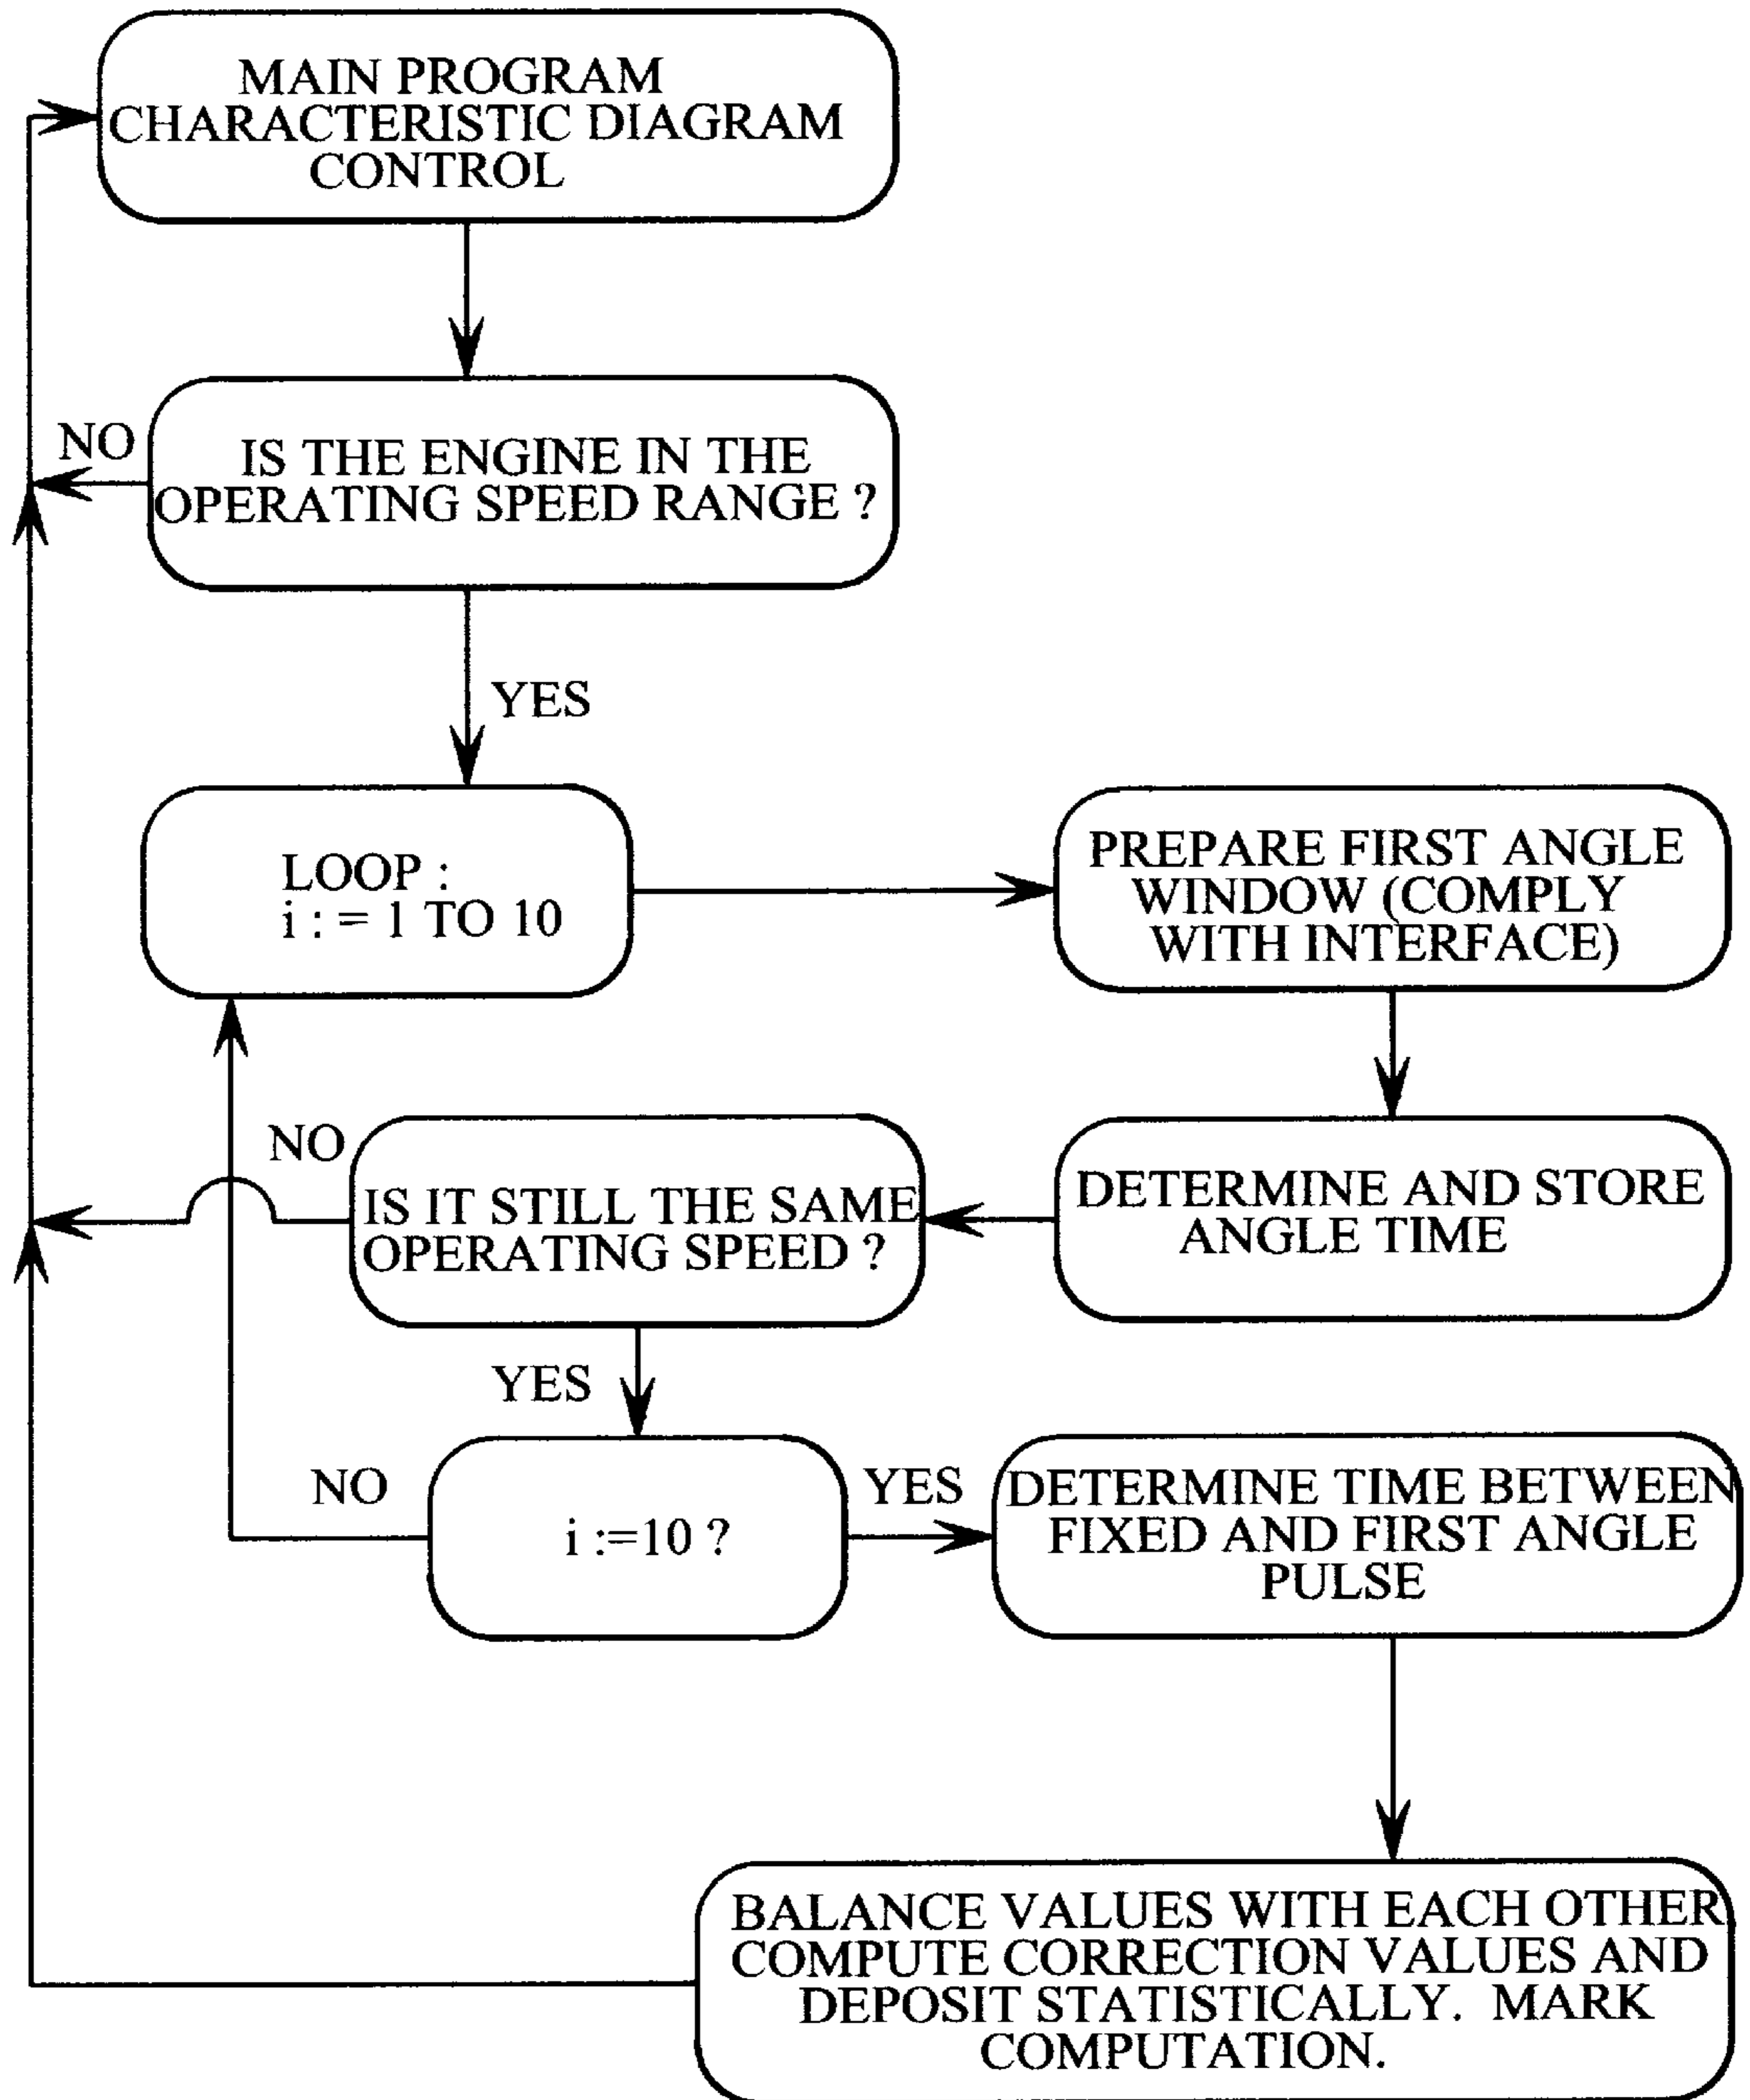 MAIN PROGRAM
CHARACTERISTIC DIAGRAM
CONTROL
NO
IS THE ENGINE IN THE
OPERATING SPEED RANGE ?
YES
LOOP :
i : = 1 TO 10
PREPARE FIRST ANGLE
WINDOW (COMPLY
WITH INTERFACE)
DETERMINE AND STORE
ANGLE TIME
NO
IS IT STILL THE SAME
OPERATING SPEED ?
YES
NO
i :=10 ?
YES
DETERMINE TIME BETWEEN
FIXED AND FIRST ANGLE
PULSE
BALANCE VALUES WITH EACH OTHER
COMPUTE CORRECTION VALUES AND
DEPOSIT STATISTICALLY. MARK
COMPUTATION.